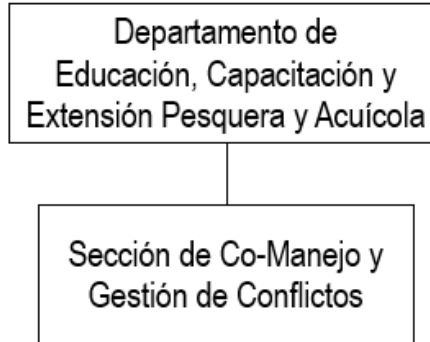 Departamento de
Educación, Capacitación y
Extensión Pesquera y Acuícola
Sección de Co-Manejo y
Gestión de Conflictos